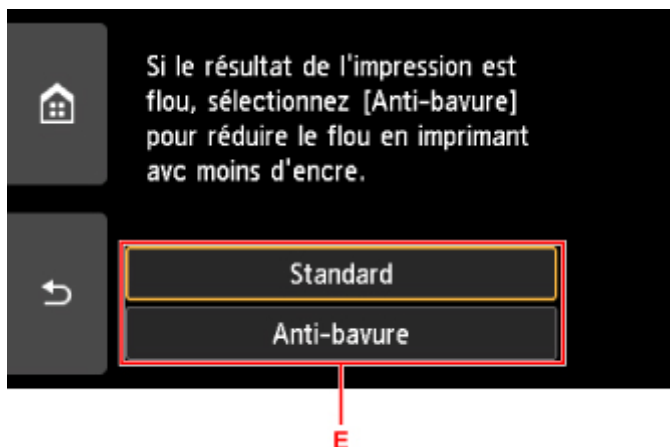 Si le résultat de l'impression est
flou, sélectionnez [Anti-bavure]
pour réduire le flou en imprimant
avc moins d'encre.
Standard
Anti-bavure
E